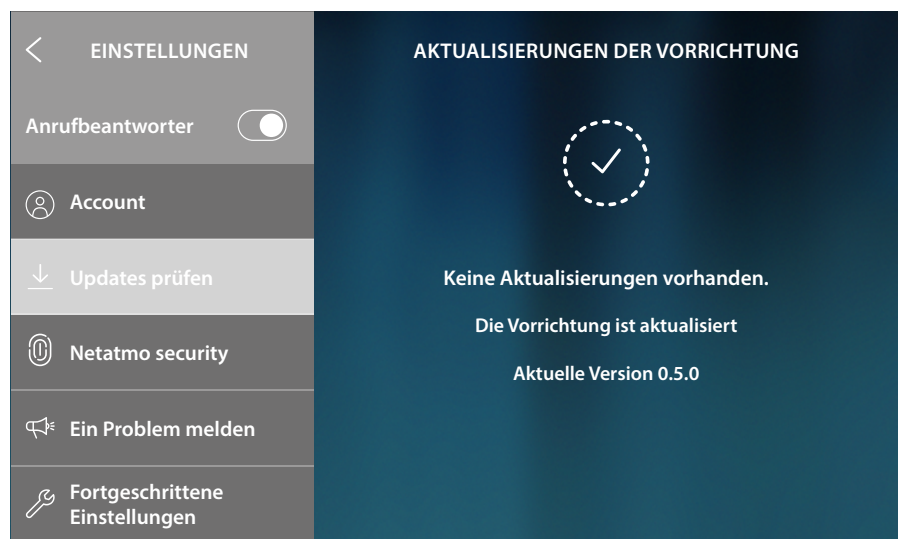 EINSTELLUNGEN
Anrufbeantworter
Account
Updates prüfen
Netatmo security
Ein Problem melden
Fortgeschrittene
Einstellungen
AKTUALISIERUNGEN DER VORRICHTUNG
Keine Aktualisierungen vorhanden.
Die Vorrichtung ist aktualisiert
Aktuelle Version 0.5.0